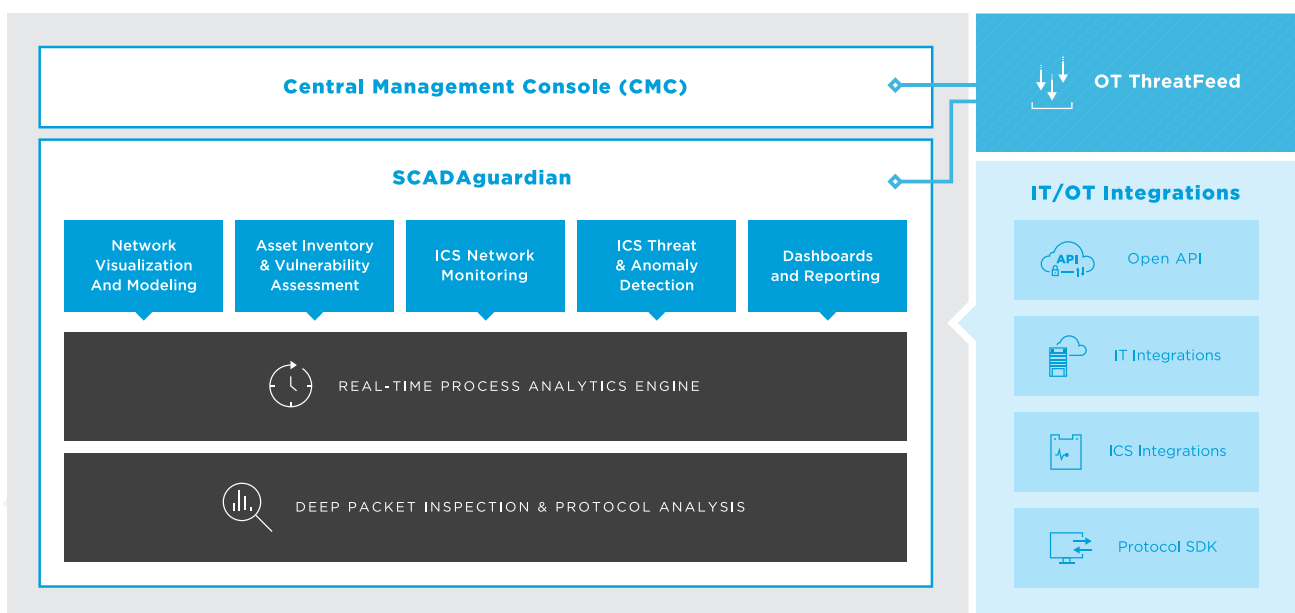 Central Management Console (CMC)
OT ThreatFeed
SCADAguardian
Network
Visualization
And Modeling
Asset Inventory
& Vulnerability
Assessment
ICS Network
Monitoring
ICS Threat
& Anomaly
Detection
Dashboards
and Reporting
REAL-TIME PROCESS ANALYTICS ENGINE
DEEP PACKET INSPECTION & PROTOCOL ANALYSIS
IT/OT Integrations
API
Open API
IT Integrations
ICS Integrations
Protocol SDK